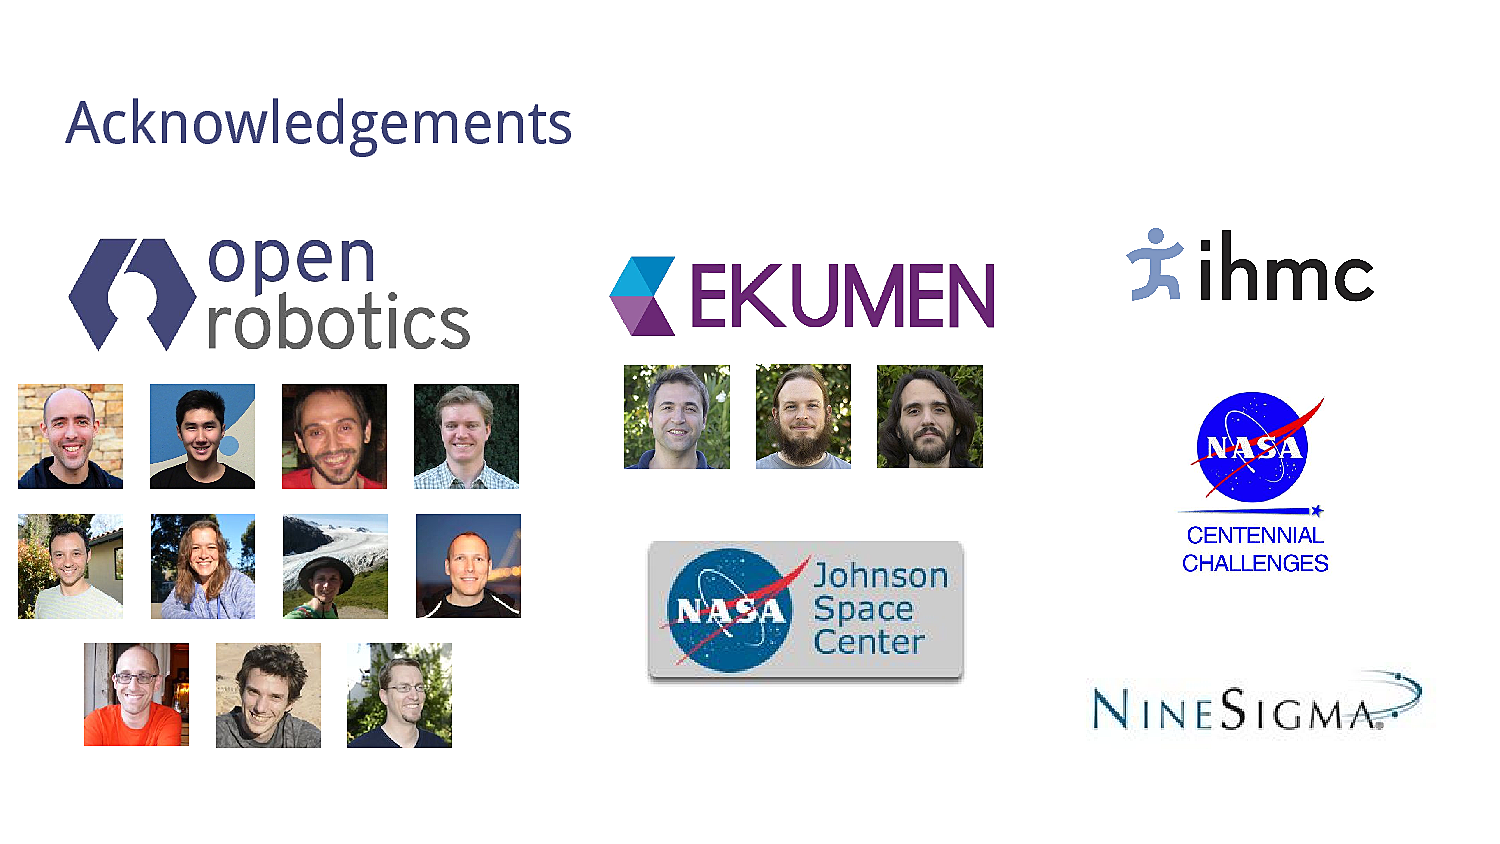 Acknowledgements
open
robotics
EKUMEN
ihmc
NASA
CENTENNIAL
CHALLENGES
NASA
Johnson
Space
Center
NINESIGMA®